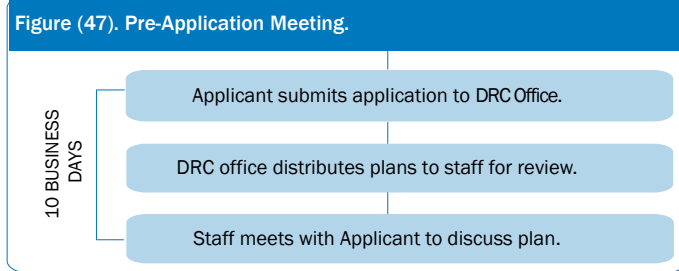 Figure (47). Pre-Application Meeting.
10 BUSINESS
DAYS
Applicant submits application to DRC Office.
DRC office distributes plans to staff for review.
Staff meets with Applicant to discuss plan.